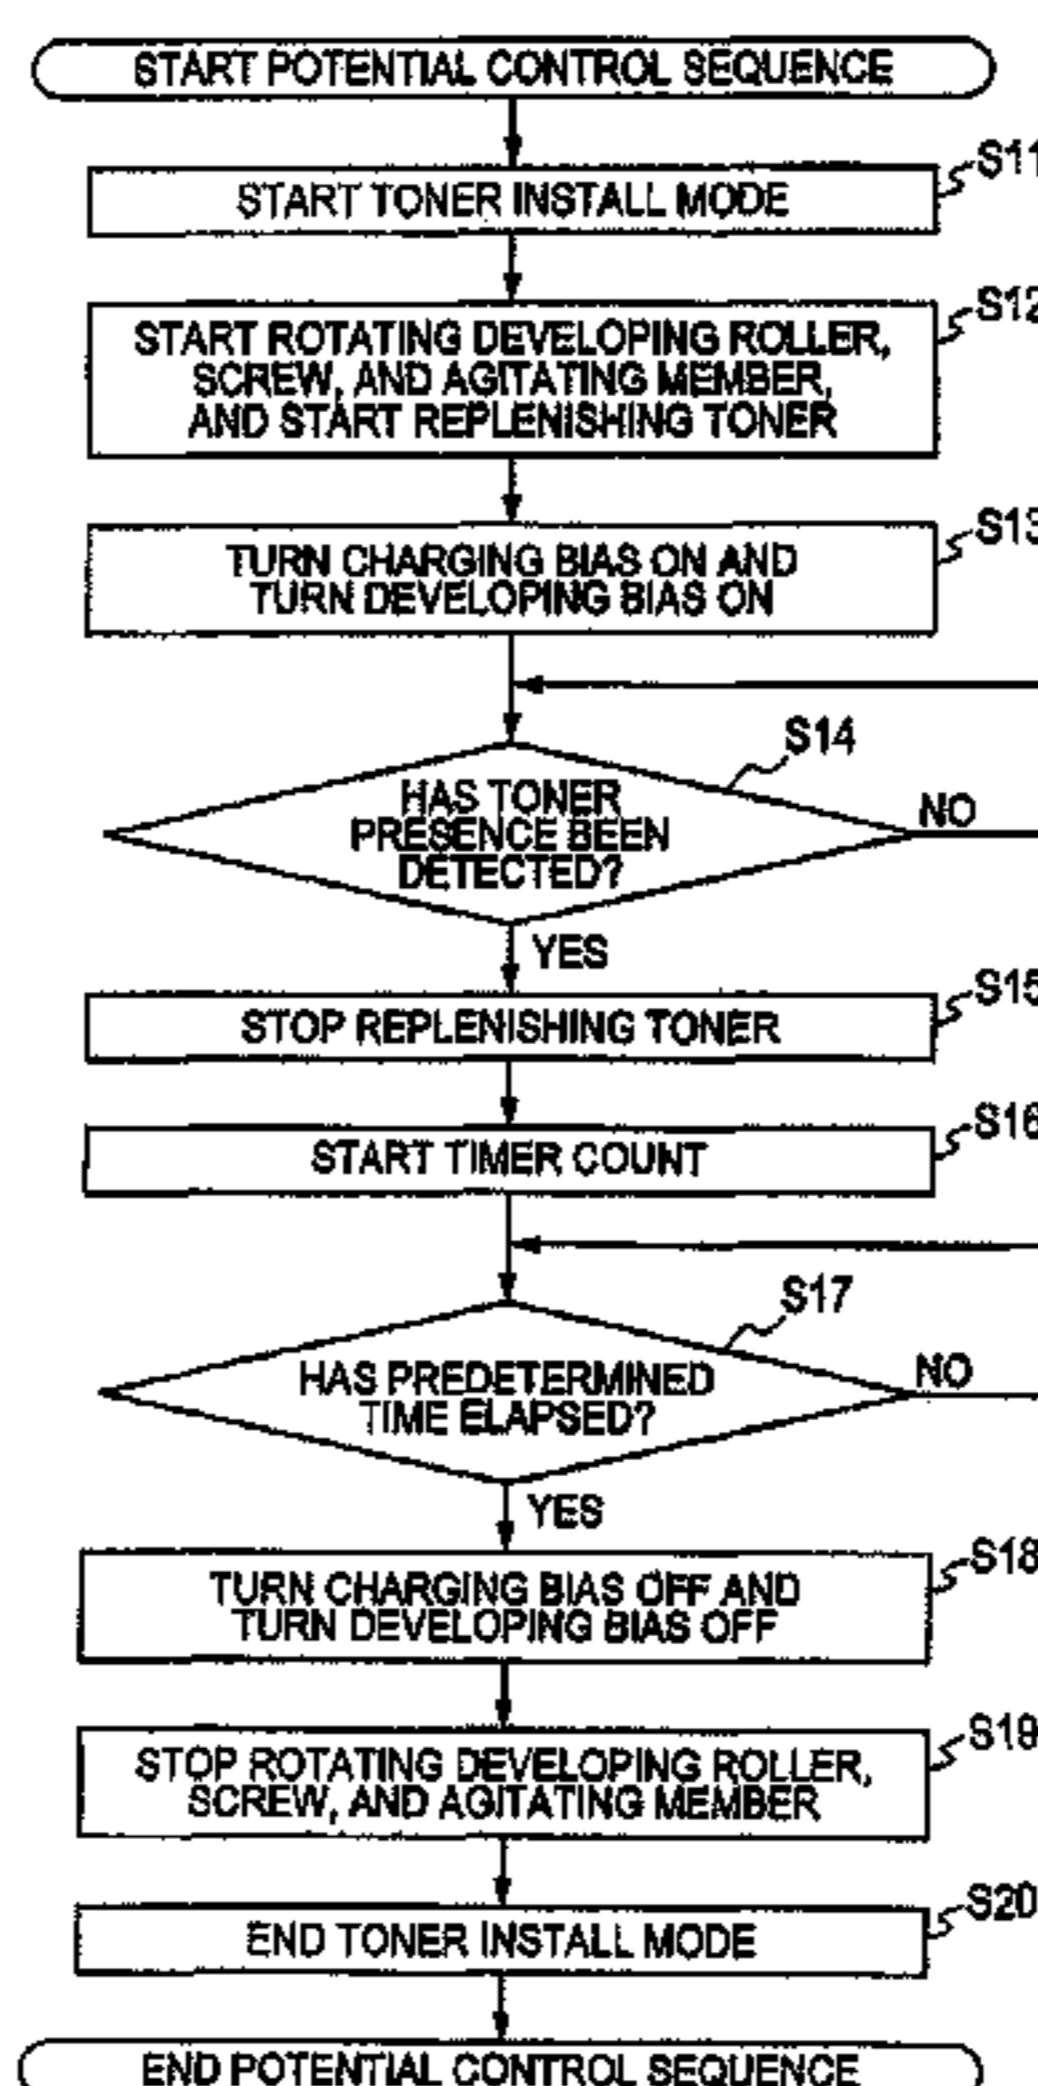 START POTENTIAL CONTROL SEQUENCE
S11
START TONER INSTALL MODE
S12
START ROTATING DEVELOPING ROLLER,
SCREW, AND AGITATING MEMBER,
AND START REPLENISHING TONER
S13
TURN CHARGING BIAS ON AND
TURN DEVELOPING BIAS ON
S14
HAS TONER
PRESENCE BEEN
DETECTED?
NO
YES
S15
STOP REPLENISHING TONER
S16
START TIMER COUNT
S17
HAS PREDETERMINED
TIME ELAPSED?
NO
YES
S18
TURN CHARGING BIAS OFF AND
TURN DEVELOPING BIAS OFF
S19
STOP ROTATING DEVELOPING ROLLER,
SCREW, AND AGITATING MEMBER
S20
END TONER INSTALL MODE
END POTENTIAL CONTROL SEQUENCE